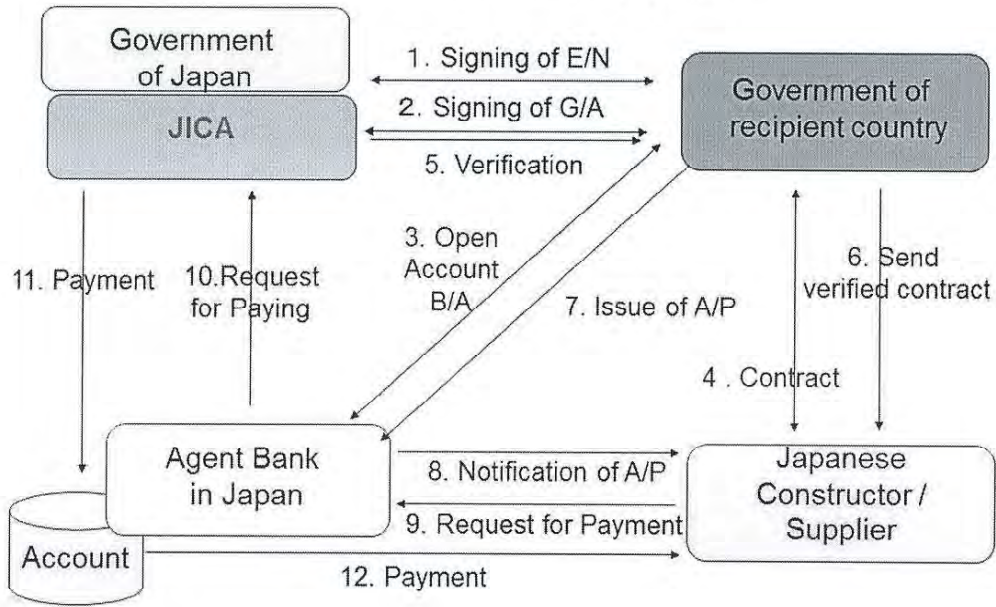 Government
of Japan
JICA
1. Signing of E/N
2. Signing of G/A
5. Verification
Government of
recipient country
11. Payment
10.Request
for Paying
3. Open
Account
B/A
7. Issue of A/P
6. Send
verified contract
4 . Contract
Agent Bank
in Japan
8. Notification of A/P
9. Request for Payment
Japanese
Constructor /
Supplier
Account
12. Payment